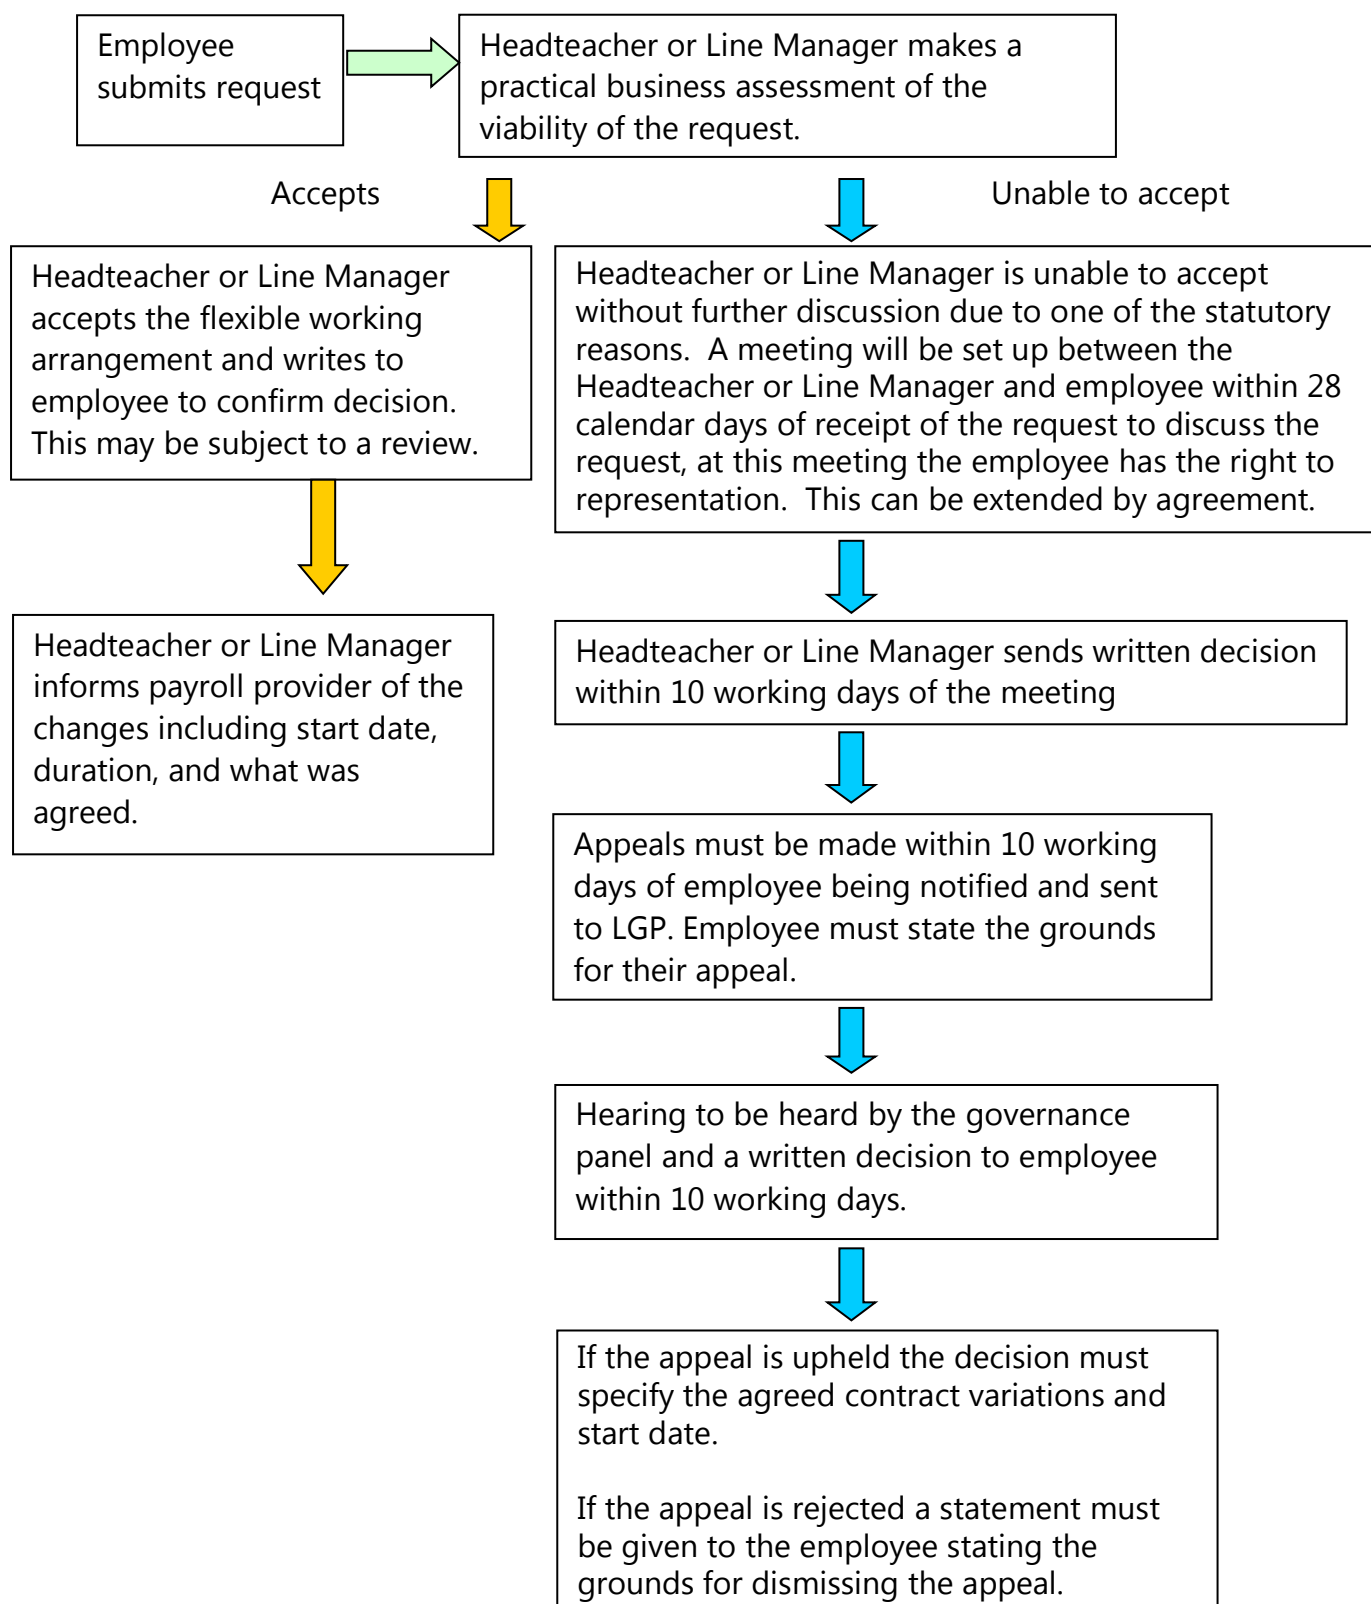 Employee
submits request
Headteacher or Line Manager makes a
practical business assessment of the
viability of the request.
Accepts
Unable to accept
Headteacher or Line Manager
accepts the flexible working
arrangement and writes to
employee to confirm decision.
This may be subject to a review.
Headteacher or Line Manager is unable to accept
without further discussion due to one of the statutory
reasons.  A meeting will be set up between the
Headteacher or Line Manager and employee within 28
calendar days of receipt of the request to discuss the
request, at this meeting the employee has the right to
representation.  This can be extended by agreement.
Headteacher or Line Manager
informs payroll provider of the
changes including start date,
duration, and what was
agreed.
Headteacher or Line Manager sends written decision
within 10 working days of the meeting
Appeals must be made within 10 working
days of employee being notified and sent
to LGP. Employee must state the grounds
for their appeal.
Hearing to be heard by the governance
panel and a written decision to employee
within 10 working days.
If the appeal is upheld the decision must
specify the agreed contract variations and
start date.
If the appeal is rejected a statement must
be given to the employee stating the
grounds for dismissing the appeal.